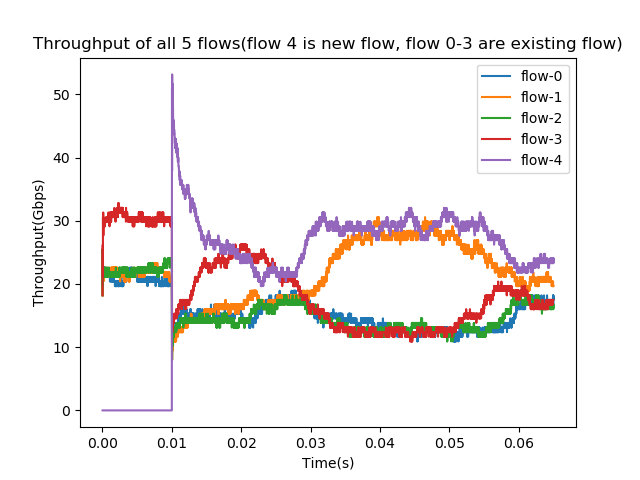 Throughput of all 5 flows(flow 4 is new flow, flow 0-3 are existing flow)
flow-0
flow-1
flow-2
flow-3
flow-4
Throughput(Gbps)
50
40
30
20
10
0
0.00 0.01 0.02 0.03 0.04 0.05 0.06
Time(s)